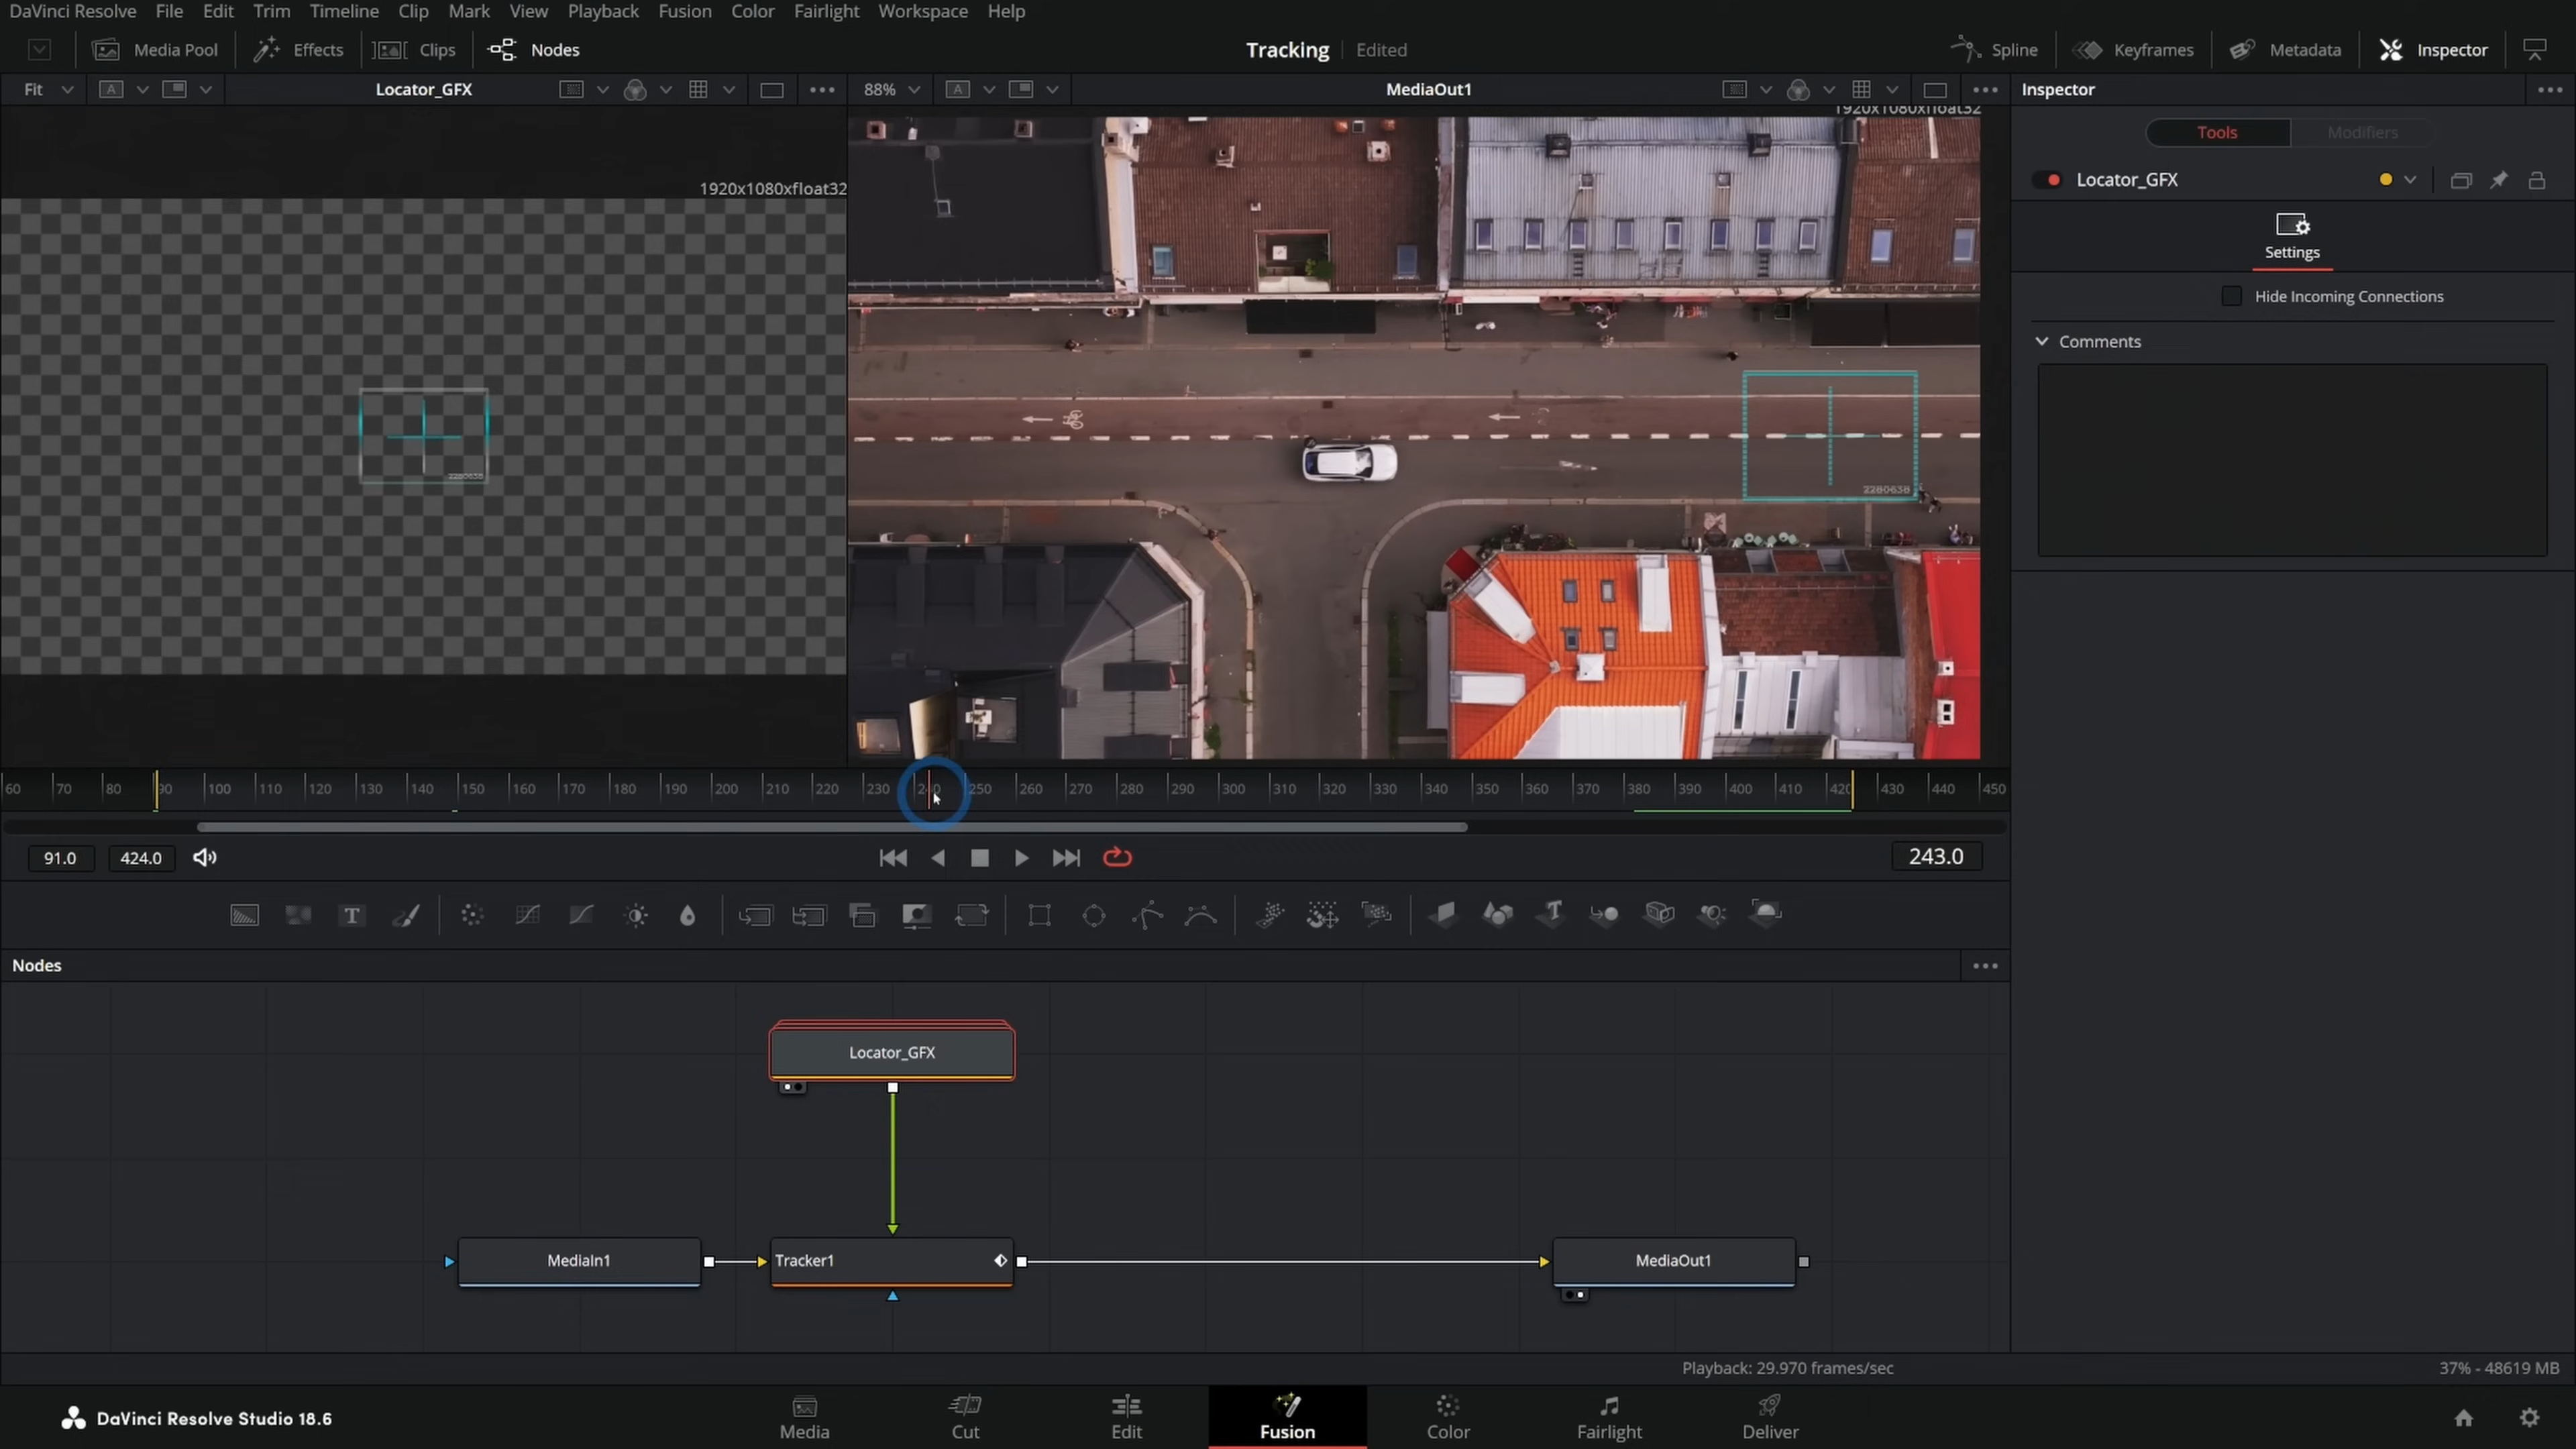 DaVinci Resolve File Edit Trim Timeline Clip Mark View Playback Fusion Color Fairlight Workspace Help
Media Pool Effects Clips Nodes Tracking Edited Spline Keyframes Metadata Inspector
Fit A Locator_GFX 88% A MediaOut1 Inspector
1920x1080xfloat32
1920x1080xfloat32
Tools Modifiers
Locator_GFX
Settings
Hide Incoming Connections
Comments
2280638
2280638
60 70 80 90 100 110 120 130 140 150 160 170 180 190 200 210 220 230 240 250 260 270 280 290 300 310 320 330 340 350 360 370 380 390 400 410 420 430 440 450
91.0 424.0 243.0
T
Nodes
Locator_GFX
MediaIn1 Tracker1 MediaOut1
Playback: 29.970 frames/sec 37% - 48619 MB
DaVinci Resolve Studio 18.6 Media Cut Edit Fusion Color Fairlight Deliver